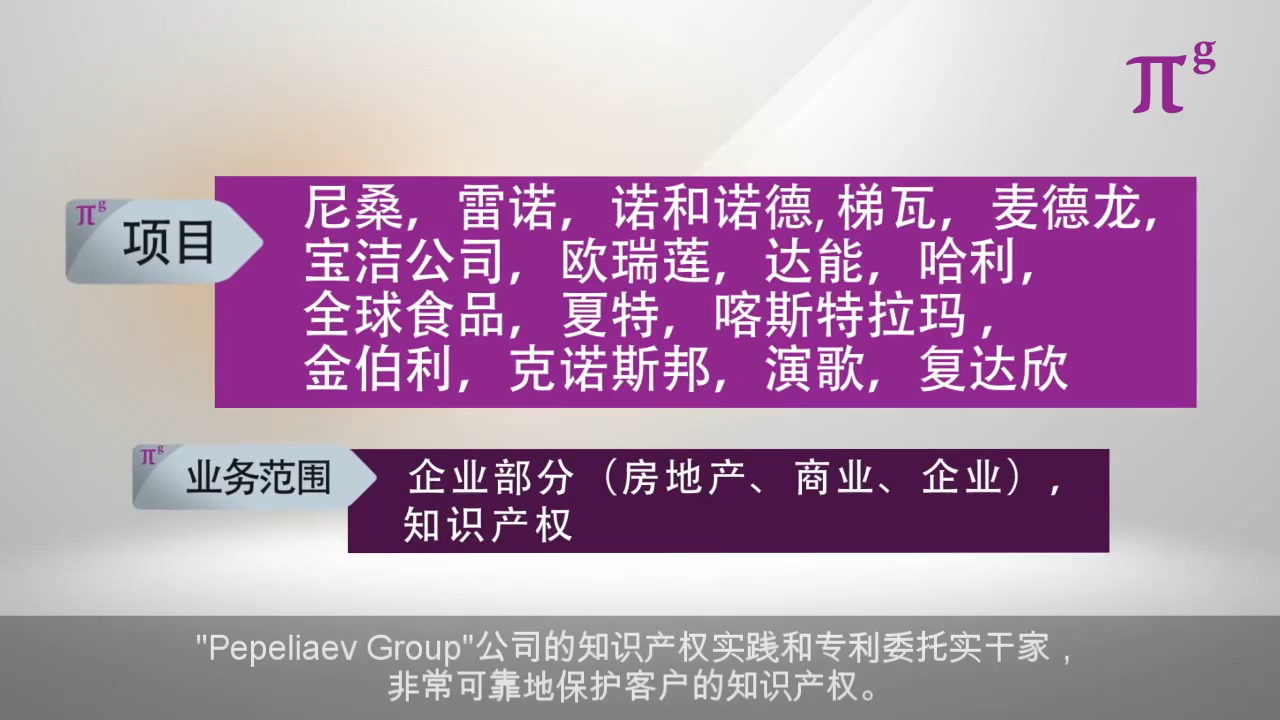 πg
πg
项目
尼桑，雷诺，诺和诺德,梯瓦，麦德龙,
宝洁公司，欧瑞莲，达能，哈利，
全球食品，夏特，喀斯特拉玛，
金伯利，克诺斯邦，演歌，复达欣
πg
业务范围
企业部分（房地产、商业、企业），
知识产权
"Pepeliaev Group"公司的知识产权实践和专利委托实干家，
非常可靠地保护客户的知识产权。